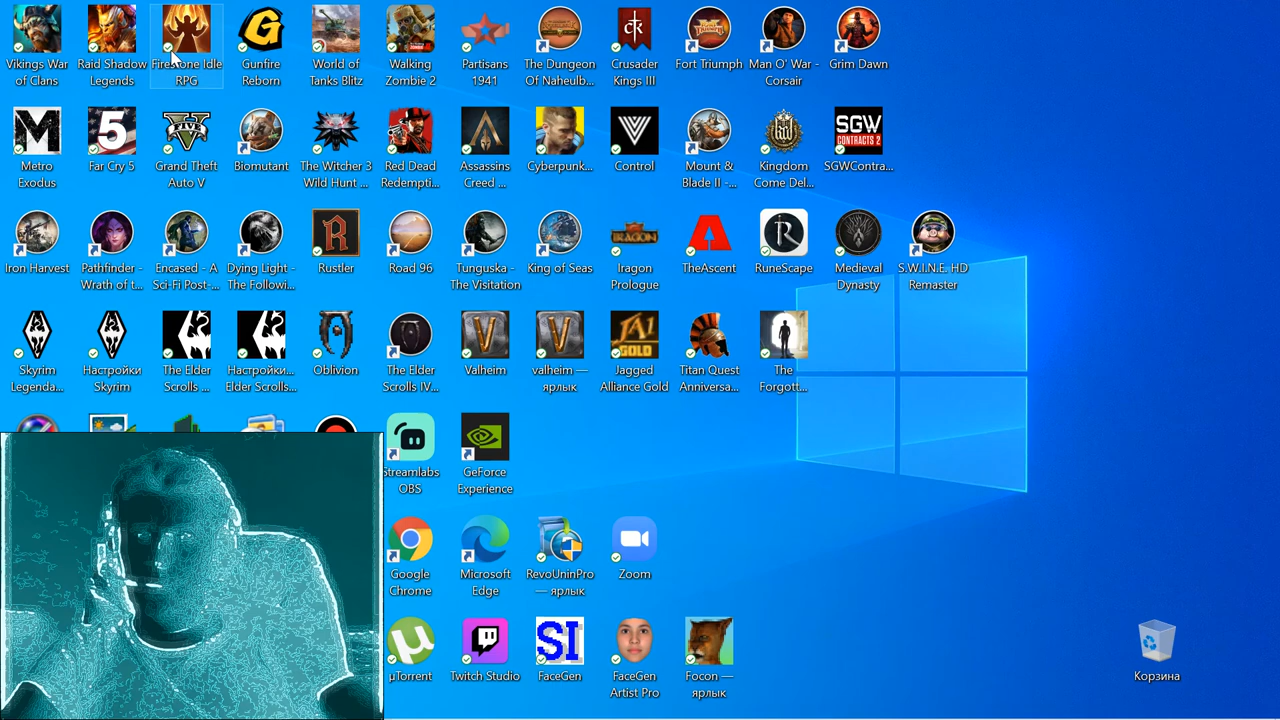 Vikings War
of Clans
Raid Shadow
Legends
Firestone Idle
RPG
Gunfire
Reborn
World of
Tanks Blitz
Walking
Zombie 2
Partisans
1941
The Dungeon
Of Naheulb...
Crusader
Kings III
Fort Triumph
Man O' War -
Corsair
Grim Dawn
Metro
Exodus
Far Cry 5
Grand Theft
Auto V
Biomutant
The Witcher 3
Wild Hunt ...
Red Dead
Redempti...
Assassins
Creed ...
Cyberpunk...
Control
Mount &
Blade II -...
Kingdom
Come Del...
SGW
CONTRACTS 2
SGWContra...
Iron Harvest
Pathfinder -
Wrath of t...
Encased - A
Sci-Fi Post-...
Dying Light -
The Followi...
Rustler
Road 96
Tunguska -
The Visitation
King of Seas
Iragon
Prologue
TheAscent
RuneScape
Medieval
Dynasty
S.W.I.N.E. HD
Remaster
Skyrim
Legenda...
Настройки
Skyrim
The Elder
Scrolls ...
Настройки...
Elder Scrolls...
Oblivion
The Elder
Scrolls IV...
Valheim
valheim —
ярлык
JA1
GOLD
Jagged
Alliance Gold
Titan Quest
Anniversa...
The
Forgott...
Streamlabs
OBS
GeForce
Experience
Google
Chrome
Microsoft
Edge
RevoUninPro
— ярлык
Zoom
µTorrent
Twitch Studio
SI
FaceGen
FaceGen
Artist Pro
Focon —
ярлык
Корзина